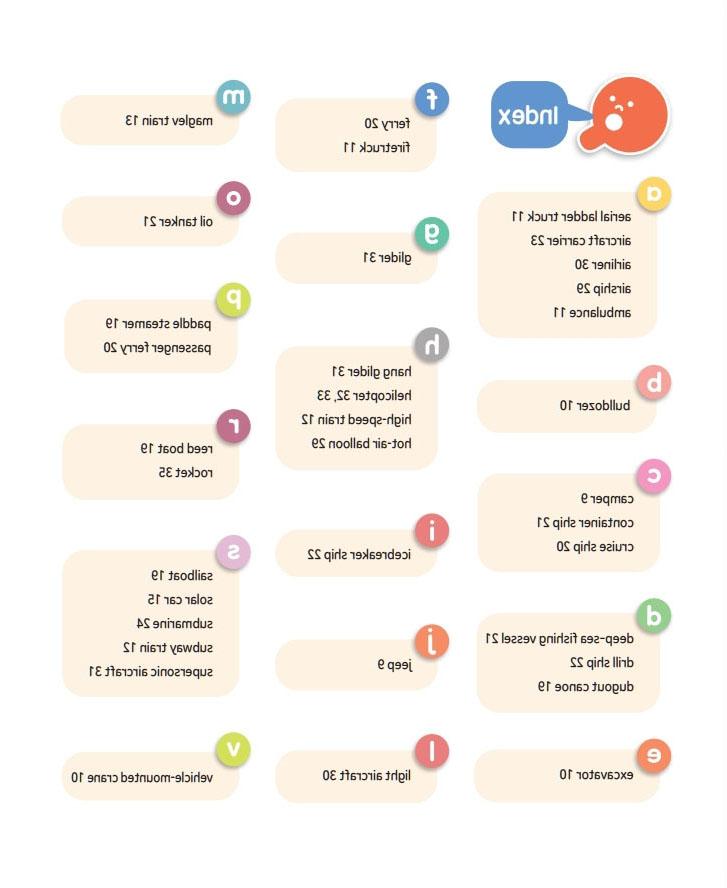 Index
a
aerial ladder truck 11
aircraft carrier 23
airliner 30
airship 29
ambulance 11
b
bulldozer 10
c
camper 9
container ship 21
cruise ship 20
d
deep-sea fishing vessel 21
drill ship 22
dugout canoe 19
e
excavator 10
f
ferry 20
firetruck 11
g
glider 31
h
hang glider 31
helicopter 32, 33
high-speed train 12
hot-air balloon 29
i
icebreaker ship 22
j
jeep 9
l
light aircraft 30
m
maglev train 13
o
oil tanker 21
p
paddle steamer 19
passenger ferry 20
r
reed boat 19
rocket 35
s
sailboat 19
solar car 15
submarine 24
subway train 12
supersonic aircraft 31
v
vehicle-mounted crane 10